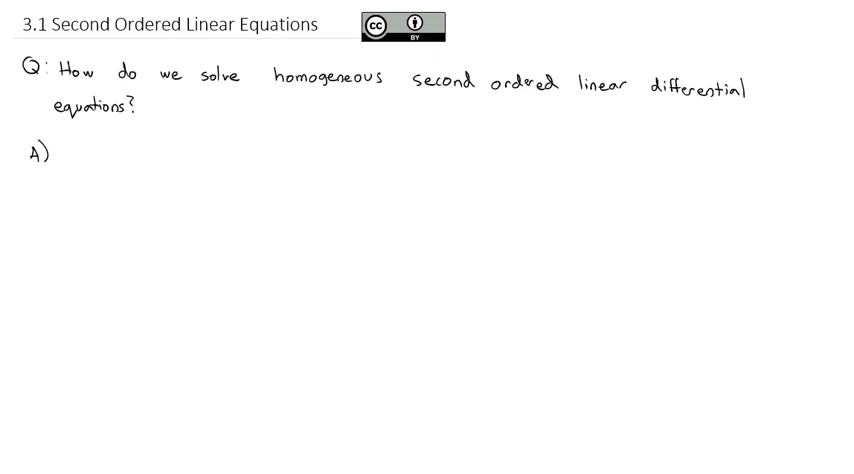 3.1 Second Ordered Linear Equations
CC BY
Q: How do we solve homogeneous second ordered linear differential
equations?
A)